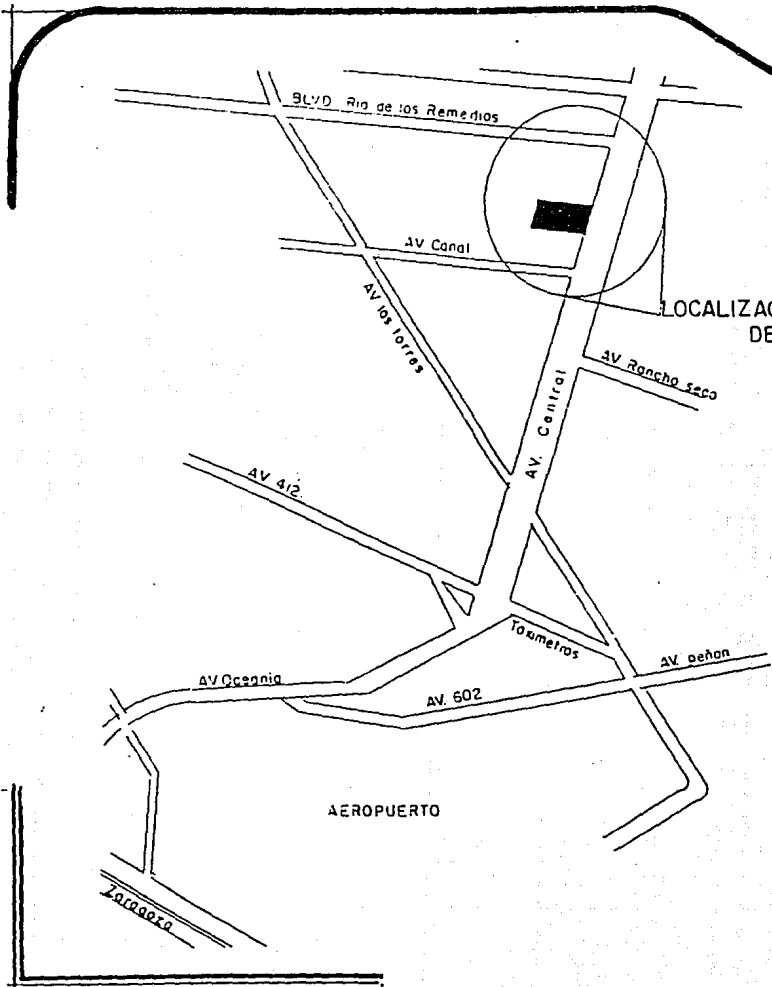 BLVD Rio de los Remedios
AV Canal
AV los torres
LOCALIZAC
DE
AV Rancho seco
AV. Central
AV 412.
Taximetros
AV. peñon
AV Oceania
AV. 602
AEROPUERTO
Zaragoza